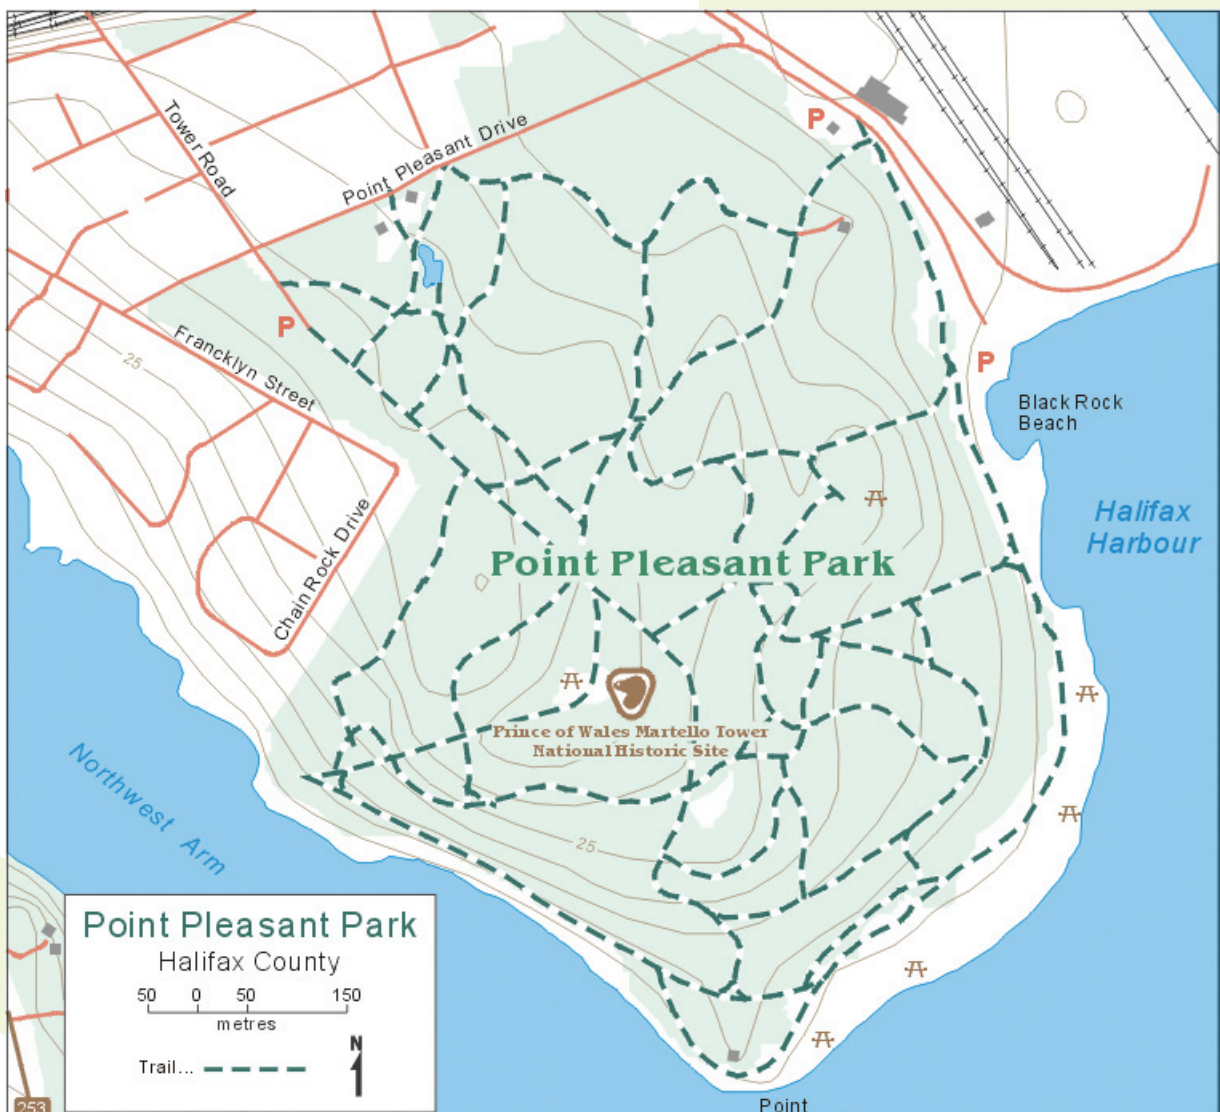 P
Tower Road
Point Pleasant Drive
P
Francklyn Street
25
P
Black Rock
Beach
Chain Rock Drive
Halifax
Harbour
Point Pleasant Park
Prince of Wales Martello Tower
National Historic Site
Northwest Arm
25
Point Pleasant Park
Halifax County
50 0 50 150
metres
N
Trail...
253
Point